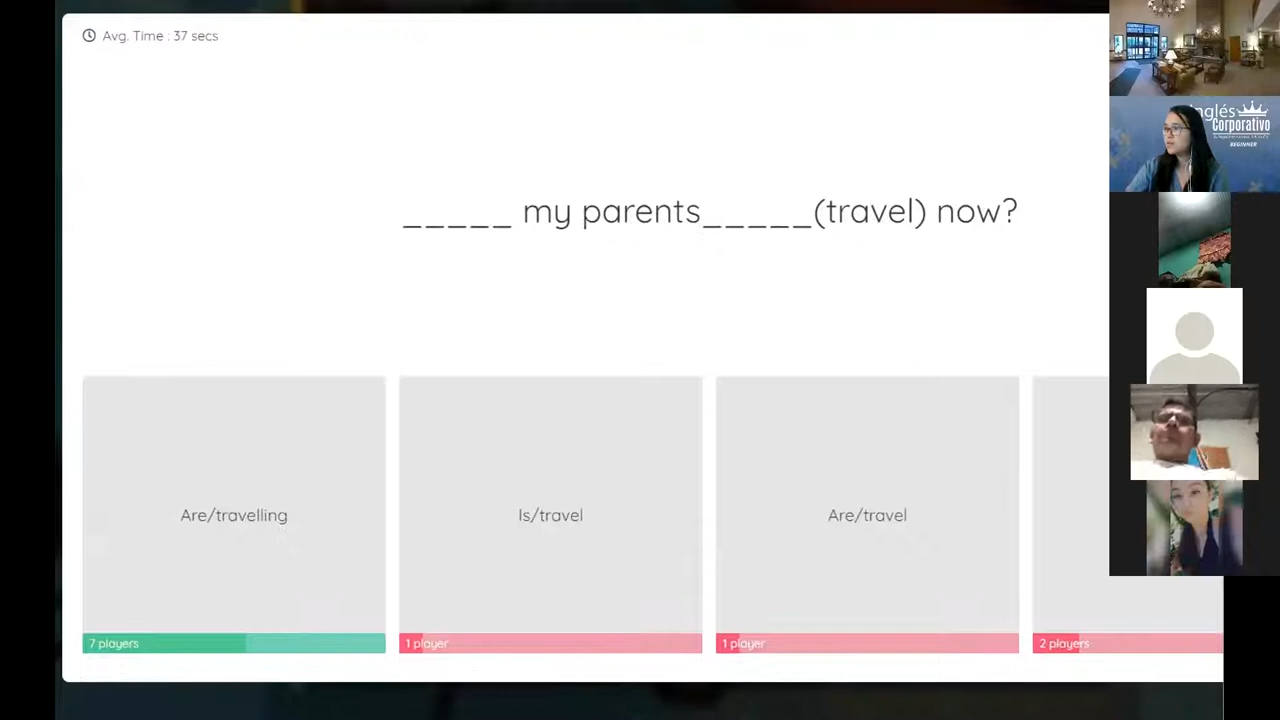 Avg. Time : 37 secs
_____ my parents_____(travel) now?
Are/travelling
Is/travel
Are/travel
7 players
1 player
1 player
2 players
Inglés
Corporativo
BEGINNER